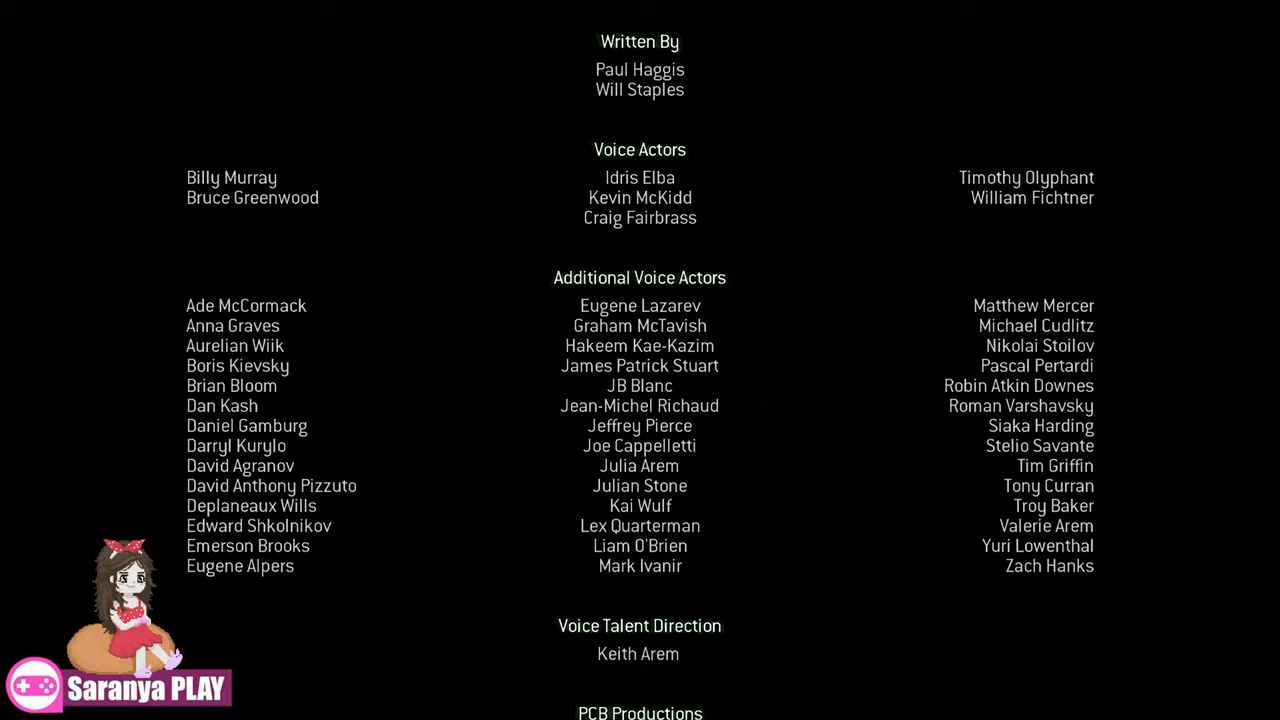 Written By
Paul Haggis
Will Staples
Voice Actors
Billy Murray Idris Elba Timothy Olyphant
Bruce Greenwood Kevin McKidd William Fichtner
Craig Fairbrass
Additional Voice Actors
Ade McCormack Eugene Lazarev Matthew Mercer
Anna Graves Graham McTavish Michael Cudlitz
Aurelian Wiik Hakeem Kae-Kazim Nikolai Stoilov
Boris Kievsky James Patrick Stuart Pascal Pertardi
Brian Bloom JB Blanc Robin Atkin Downes
Dan Kash Jean-Michel Richaud Roman Varshavsky
Daniel Gamburg Jeffrey Pierce Siaka Harding
Darryl Kurylo Joe Cappelletti Stelio Savante
David Agranov Julia Arem Tim Griffin
David Anthony Pizzuto Julian Stone Tony Curran
Deplaneaux Wills Kai Wulf Troy Baker
Edward Shkolnikov Lex Quarterman Valerie Arem
Emerson Brooks Liam O'Brien Yuri Lowenthal
Eugene Alpers Mark Ivanir Zach Hanks
Voice Talent Direction
Keith Arem
Saranya PLAY
PCB Productions